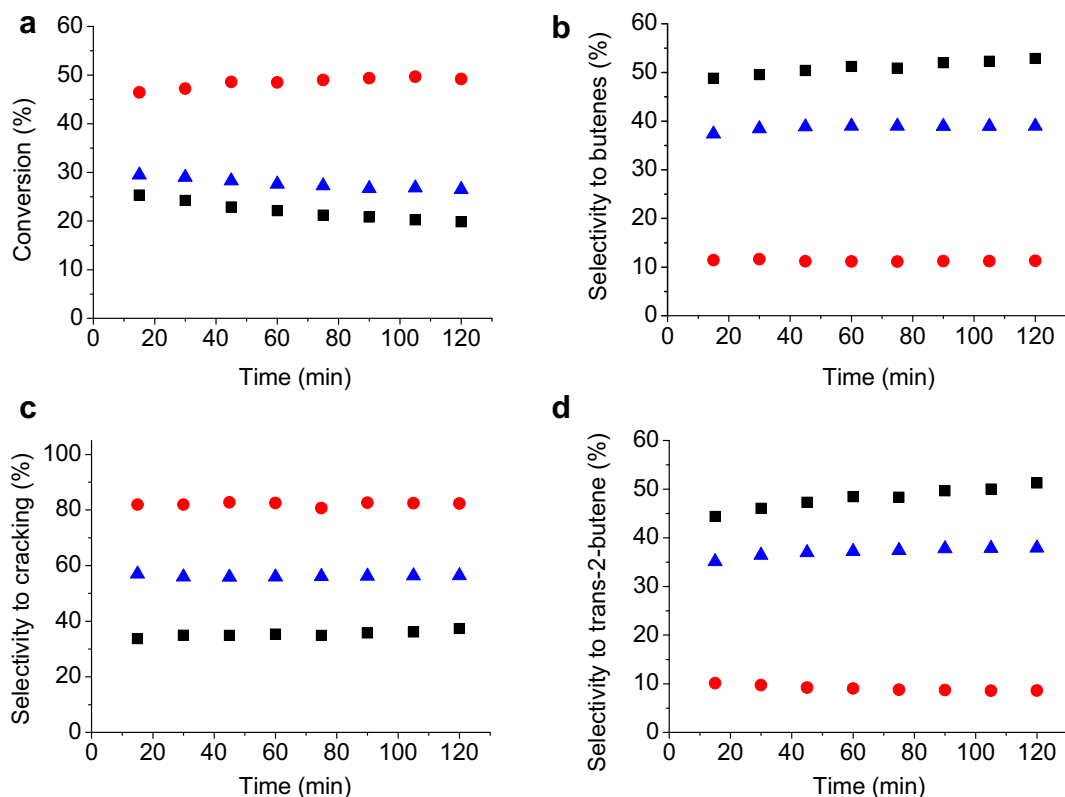 a
Conversion (%)
60
50
40
30
20
10
0
0 20 40 60 80 100 120
Time (min)
b
Selectivity to butenes (%)
60
50
40
30
20
10
0
0 20 40 60 80 100 120
Time (min)
c
Selectivity to cracking (%)
100
80
60
40
20
0
0 20 40 60 80 100 120
Time (min)
d
Selectivity to trans-2-butene (%)
60
50
40
30
20
10
0
0 20 40 60 80 100 120
Time (min)